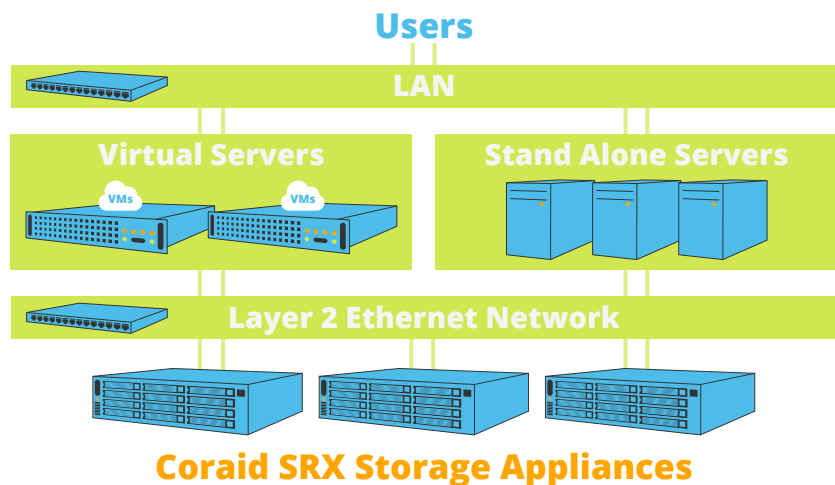 Users
LAN
Virtual Servers
Stand Alone Servers
VMs
VMs
Layer 2 Ethernet Network
Coraid SRX Storage Appliances